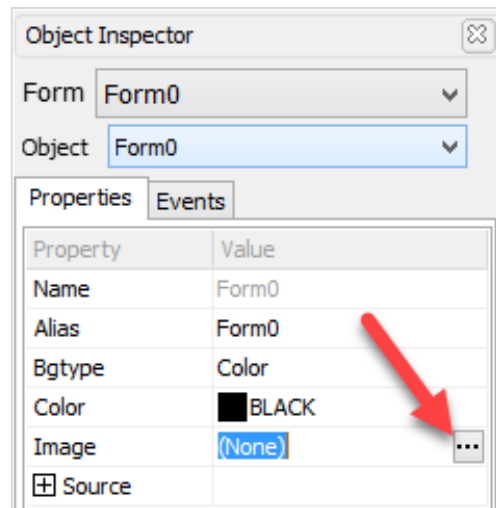 Object Inspector
Form Form0
Object Form0
Properties Events
Property Value
Name Form0
Alias Form0
Bgtype Color
Color BLACK
Image (None) ...
Source